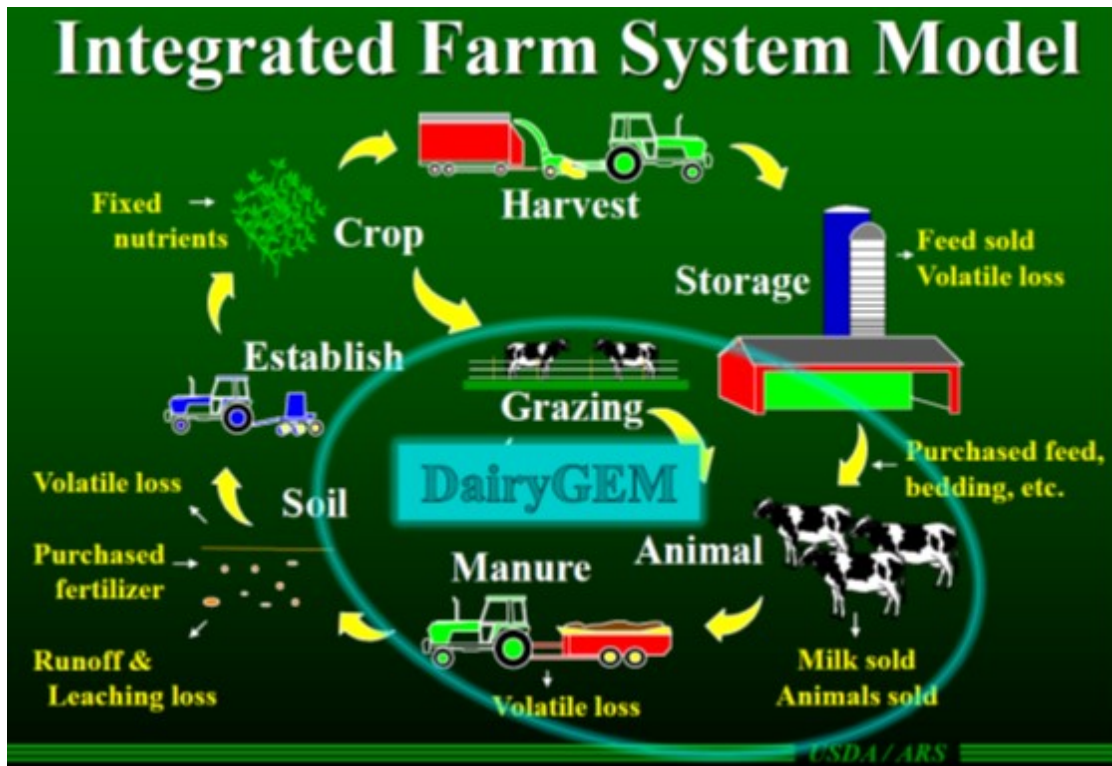 Integrated Farm System Model
Harvest
Fixed
nutrients
Crop
Storage
Feed sold
Volatile loss
Establish
Grazing
Purchased feed,
bedding, etc.
DairyGEM
Volatile loss
Soil
Animal
Purchased
fertilizer
Manure
Runoff &
Leaching loss
Milk sold
Animals sold
Volatile loss
USDA / ARS